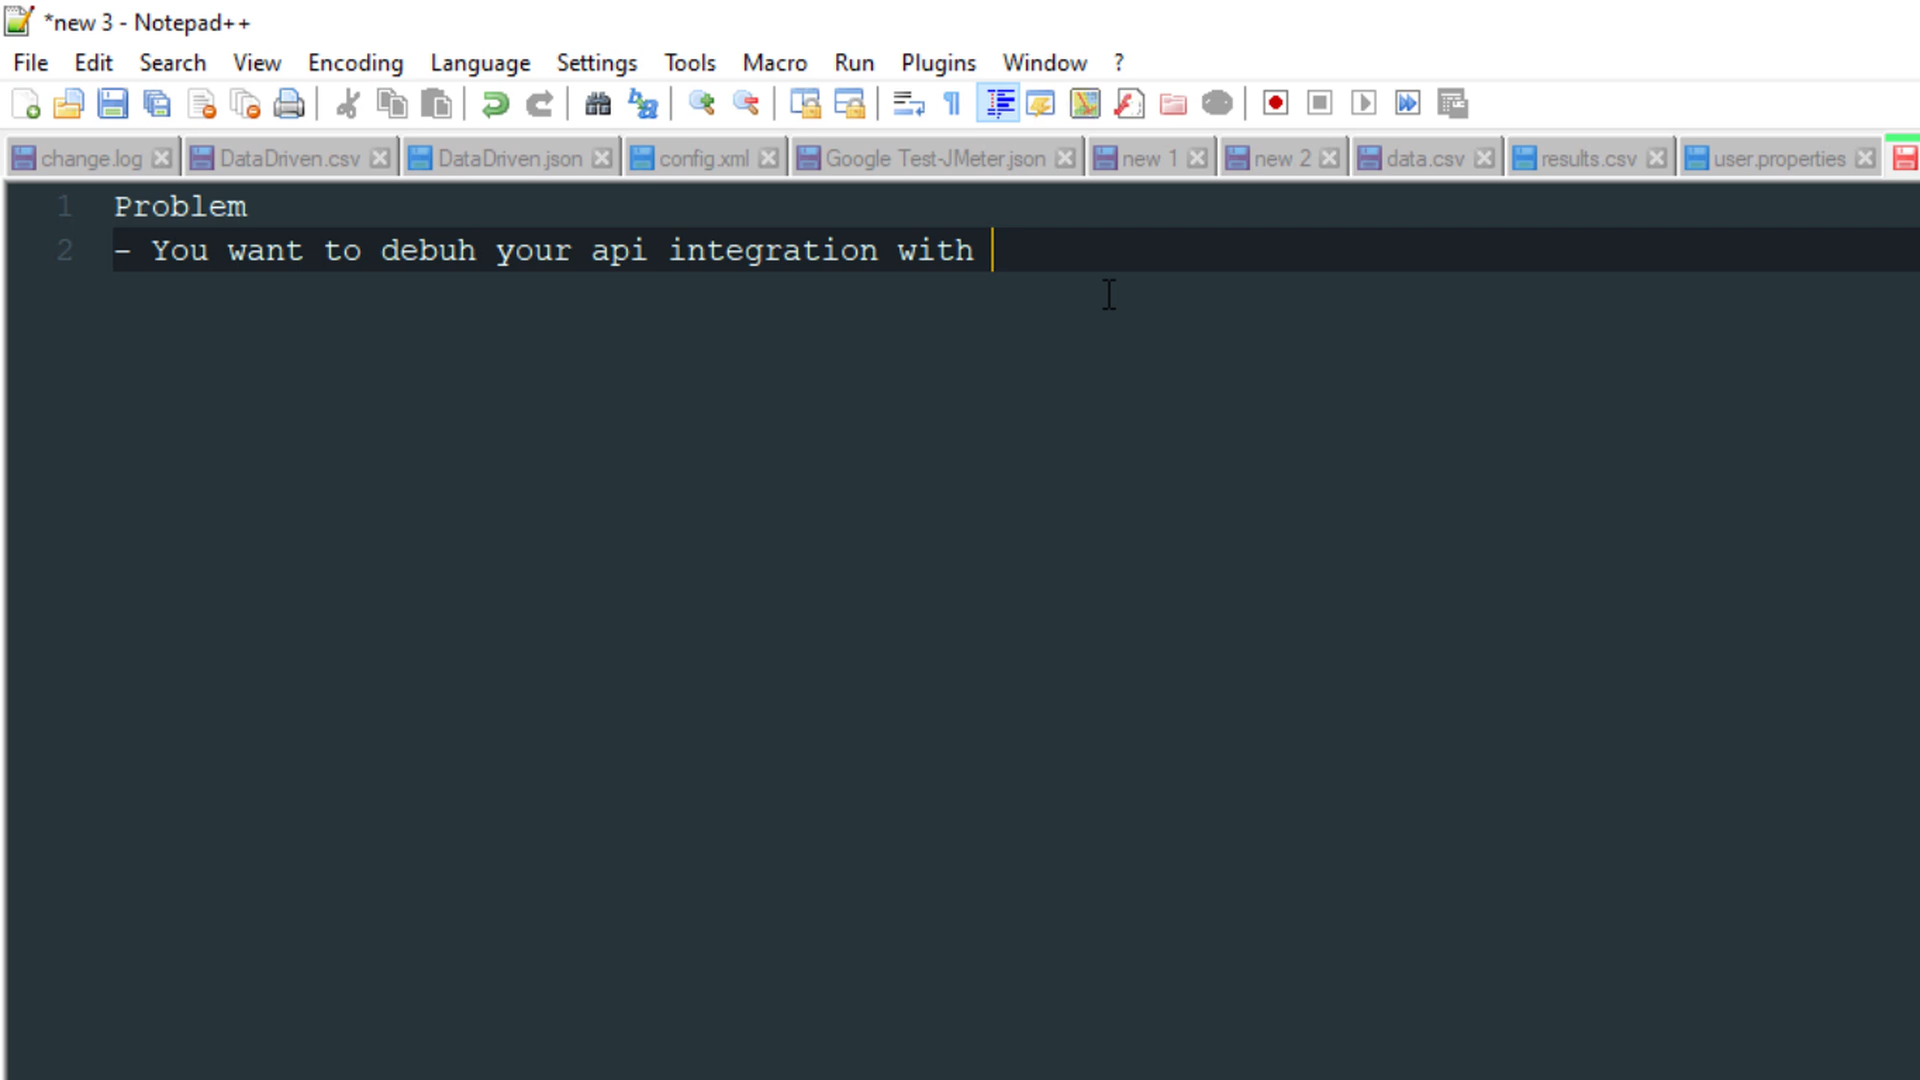 *new 3 - Notepad++
File Edit Search View Encoding Language Settings Tools Macro Run Plugins Window ?
change.log DataDriven.csv DataDriven.json config.xml Google Test-JMeter.json new 1 new 2 data.csv results.csv user.properties
1 Problem
2 - You want to debuh your api integration with